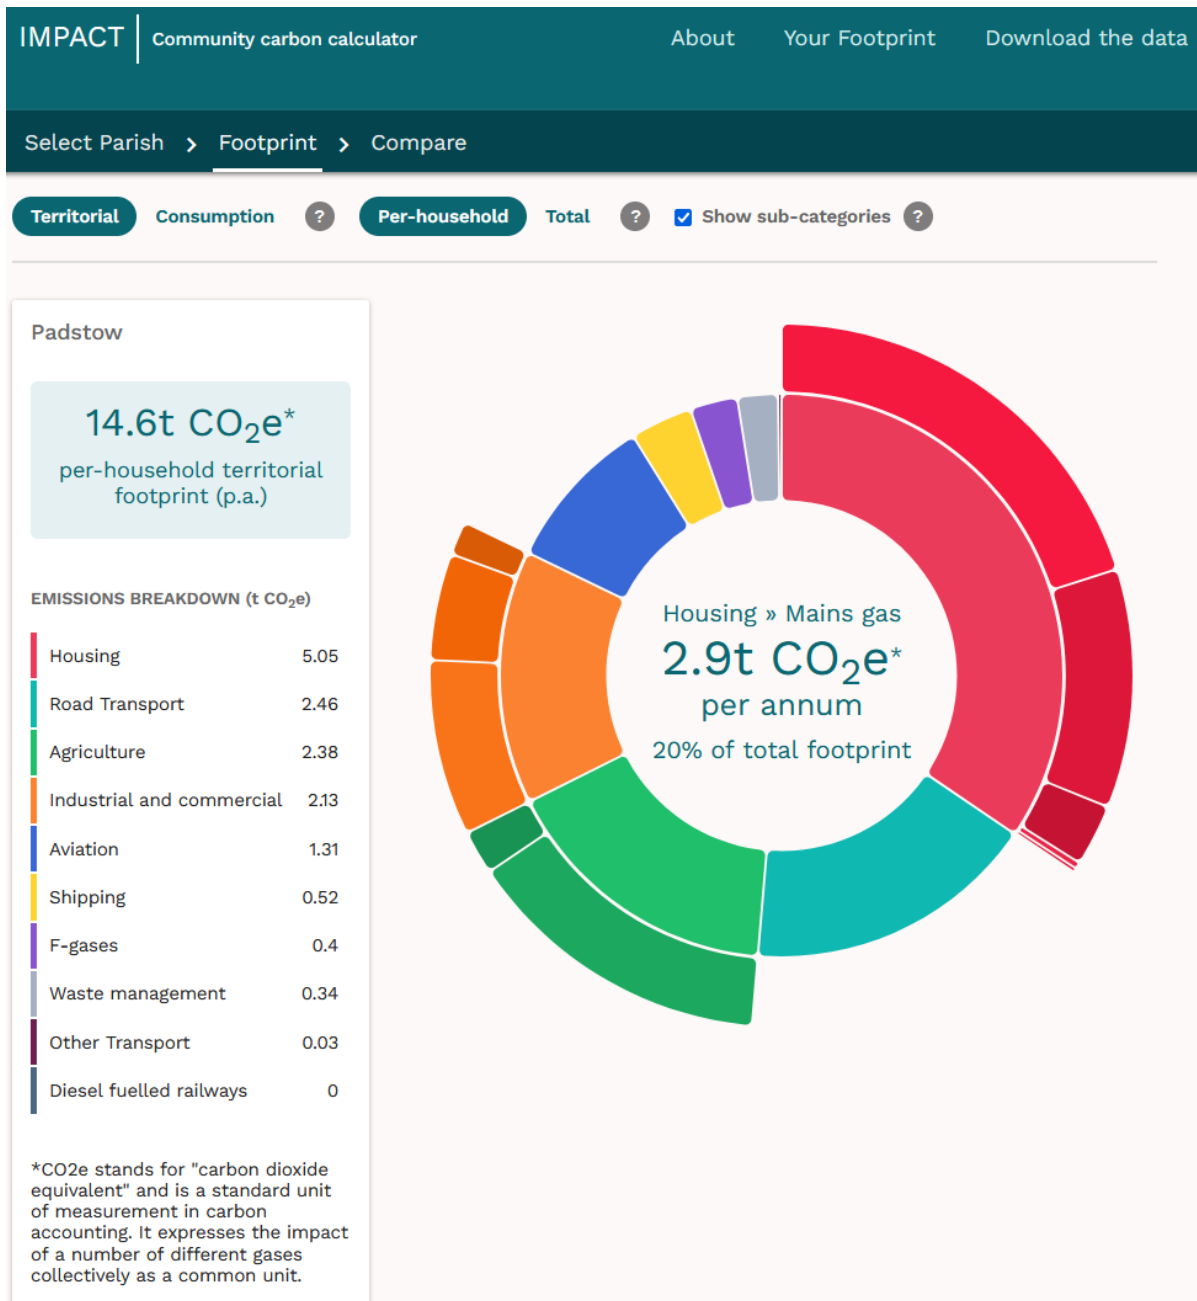 IMPACT
Community carbon calculator
About
Your Footprint
Download the data
Select Parish > Footprint > Compare
Territorial
Consumption
?
Per-household
Total
?
Show sub-categories
?
Padstow
14.6t CO₂e*
per-household territorial
footprint (p.a.)
EMISSIONS BREAKDOWN (t CO₂e)
Housing 5.05
Road Transport 2.46
Agriculture 2.38
Industrial and commercial 2.13
Aviation 1.31
Shipping 0.52
F-gases 0.4
Waste management 0.34
Other Transport 0.03
Diesel fuelled railways 0
*CO2e stands for "carbon dioxide
equivalent" and is a standard unit
of measurement in carbon
accounting. It expresses the impact
of a number of different gases
collectively as a common unit.
Housing » Mains gas
2.9t CO₂e*
per annum
20% of total footprint